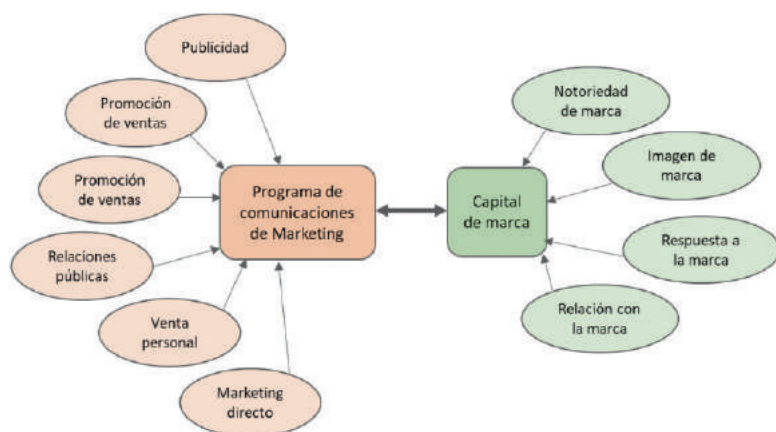 Publicidad
Promoción
de ventas
Promoción
de ventas
Relaciones
públicas
Venta
personal
Marketing
directo
Programa de
comunicaciones
de Marketing
Capital
de marca
Notoriedad
de marca
Imagen de
marca
Respuesta a
la marca
Relación con
la marca